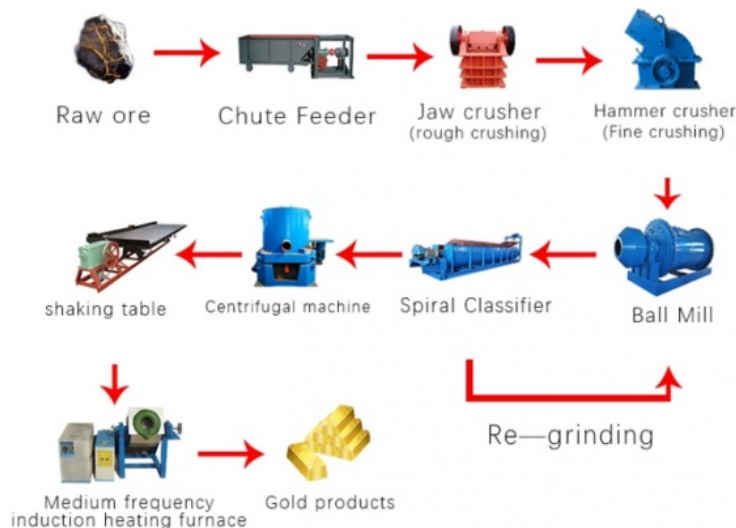 Raw ore
Chute Feeder
Jaw crusher
(rough crushing)
Hammer crusher
(Fine crushing)
shaking table
Centrifugal machine
Spiral Classifier
Ball Mill
Re—grinding
Medium frequency
induction heating furnace
Gold products